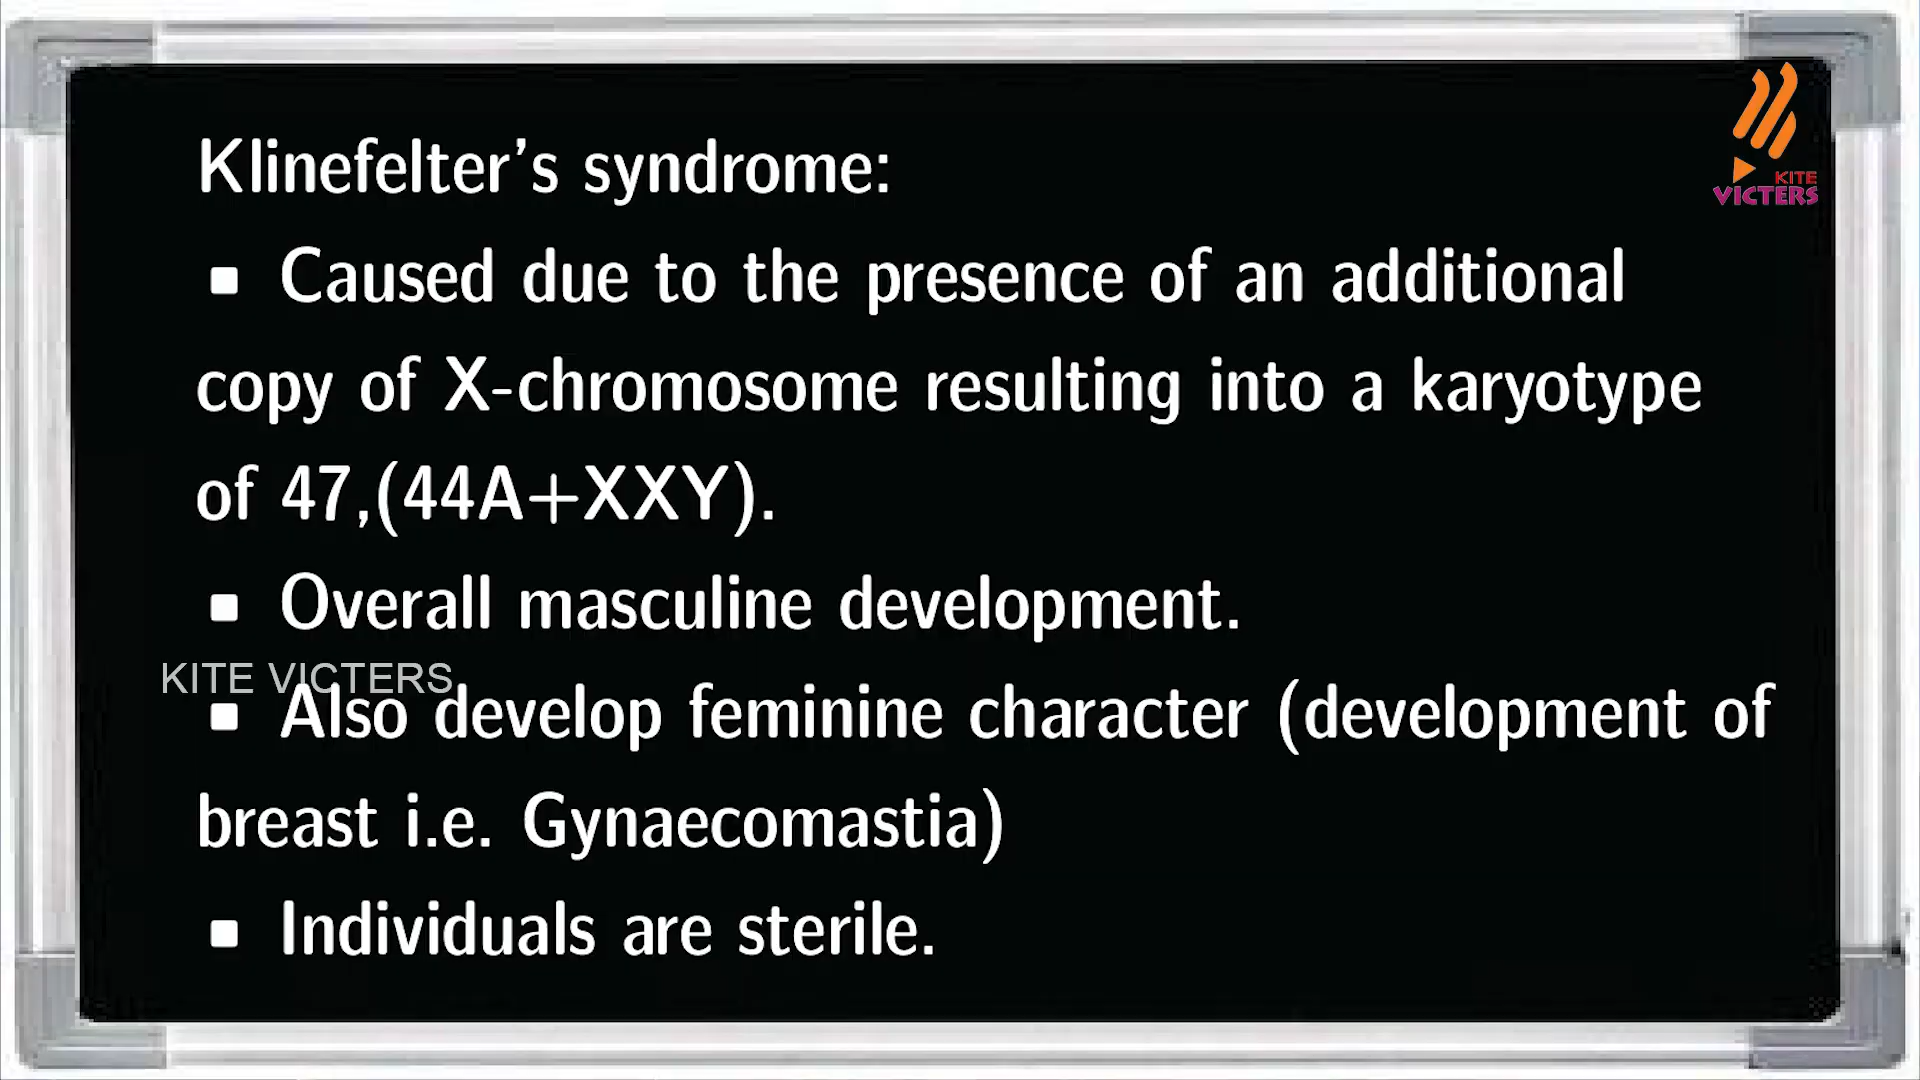 Klinefelter's syndrome:
▪ Caused due to the presence of an additional
copy of X-chromosome resulting into a karyotype
of 47,(44A+XXY).
▪ Overall masculine development.
KITE VICTERS
▪ Also develop feminine character (development of
breast i.e. Gynaecomastia)
▪ Individuals are sterile.
KITE
VICTERS